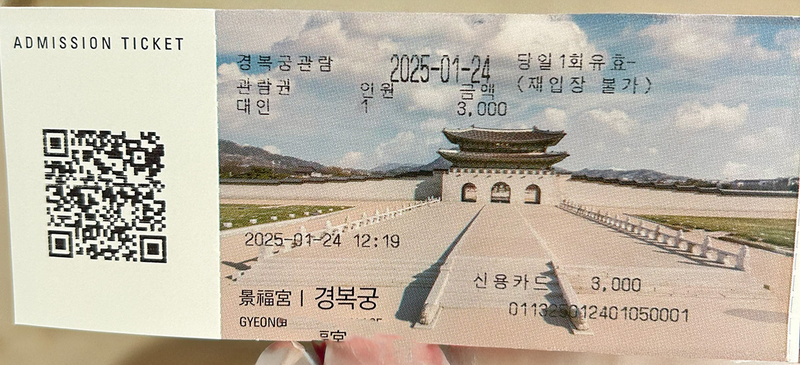 ADMISSION TICKET
경복궁관람 2025-01-24 당일1회유효-
관람권 인원 금액 (재입장 불가)
대인 1 3,000
2025-01-24 12:19
신용카드 3,000
景福宮 | 경복궁
011325012401050001